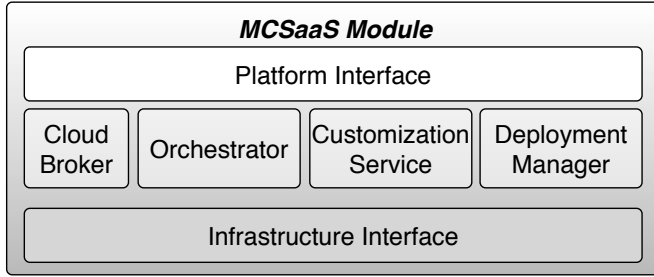 MCSaaS Module
Platform Interface
Cloud
Broker
Orchestrator
Customization
Service
Deployment
Manager
Infrastructure Interface